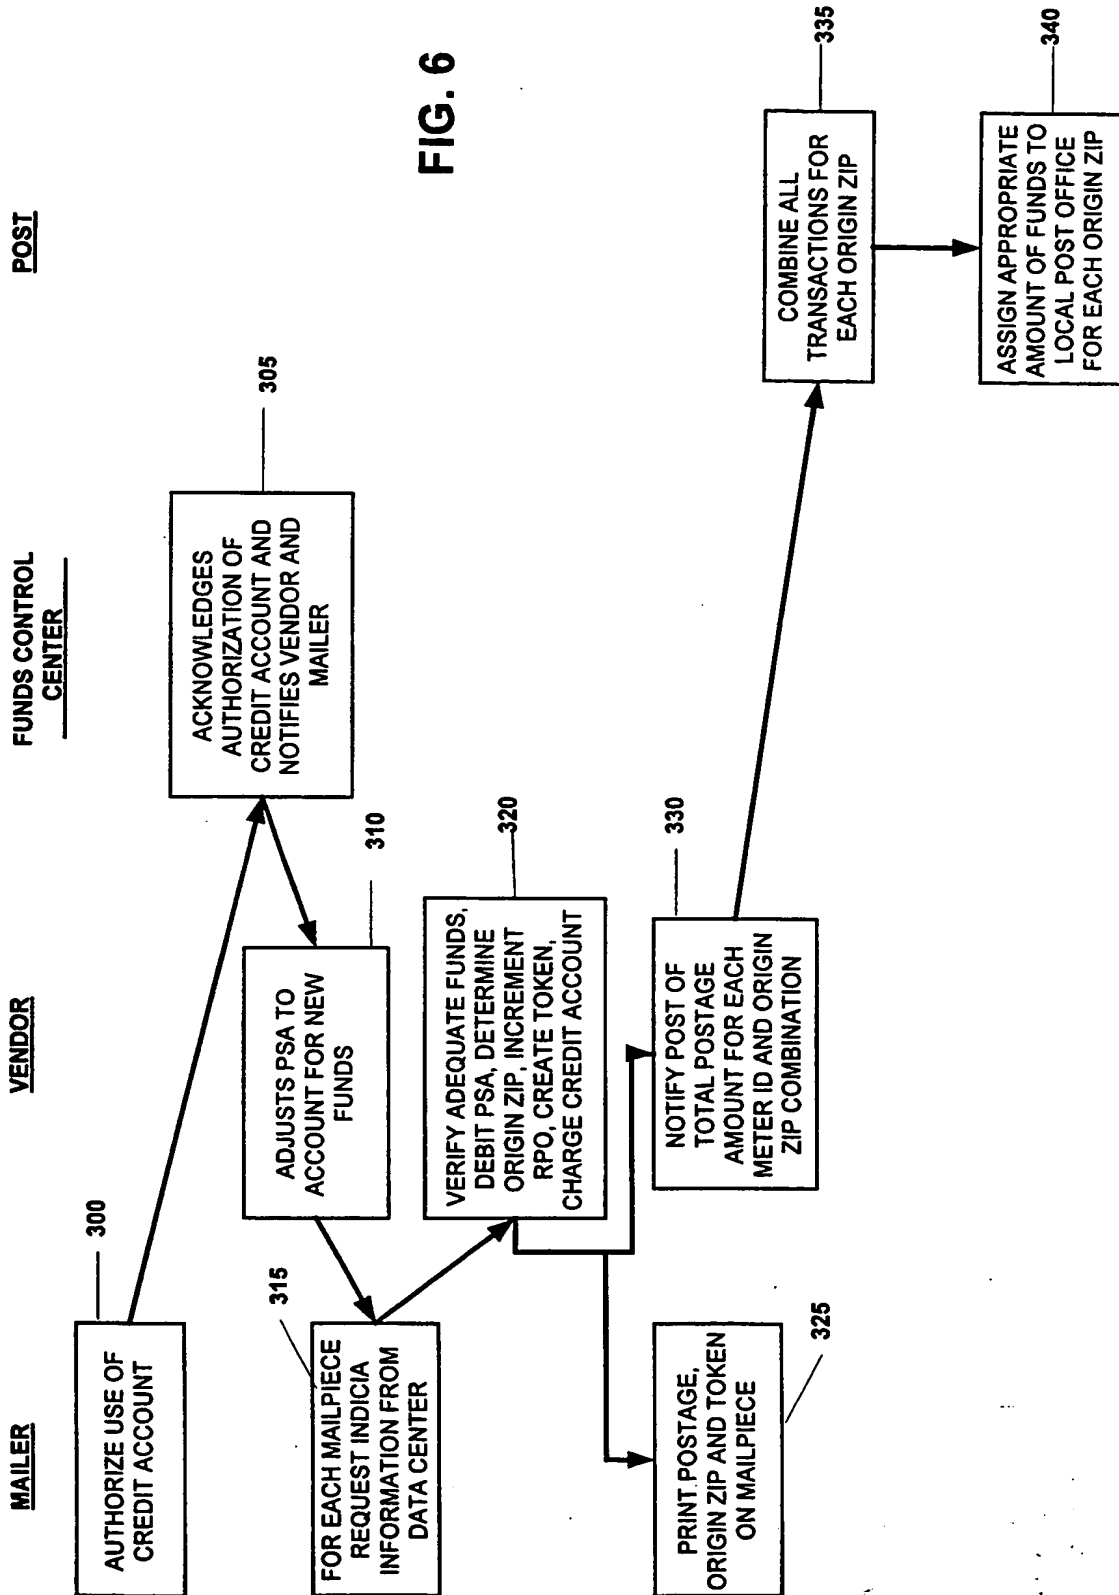 MAILER
VENDOR
FUNDS CONTROL
CENTER
POST
300
AUTHORIZE USE OF
CREDIT ACCOUNT
305
ACKNOWLEDGES
AUTHORIZATION OF
CREDIT ACCOUNT AND
NOTIFIES VENDOR AND
MAILER
310
ADJUSTS PSA TO
ACCOUNT FOR NEW
FUNDS
315
FOR EACH MAILPIECE
REQUEST INDICIA
INFORMATION FROM
DATA CENTER
320
VERIFY ADEQUATE FUNDS,
DEBIT PSA, DETERMINE
ORIGIN ZIP, INCREMENT
RPO, CREATE TOKEN,
CHARGE CREDIT ACCOUNT
325
PRINT POSTAGE,
ORIGIN ZIP AND TOKEN
ON MAILPIECE
330
NOTIFY POST OF
TOTAL POSTAGE
AMOUNT FOR EACH
METER ID AND ORIGIN
ZIP COMBINATION
335
COMBINE ALL
TRANSACTIONS FOR
EACH ORIGIN ZIP
340
ASSIGN APPROPRIATE
AMOUNT OF FUNDS TO
LOCAL POST OFFICE
FOR EACH ORIGIN ZIP
FIG. 6